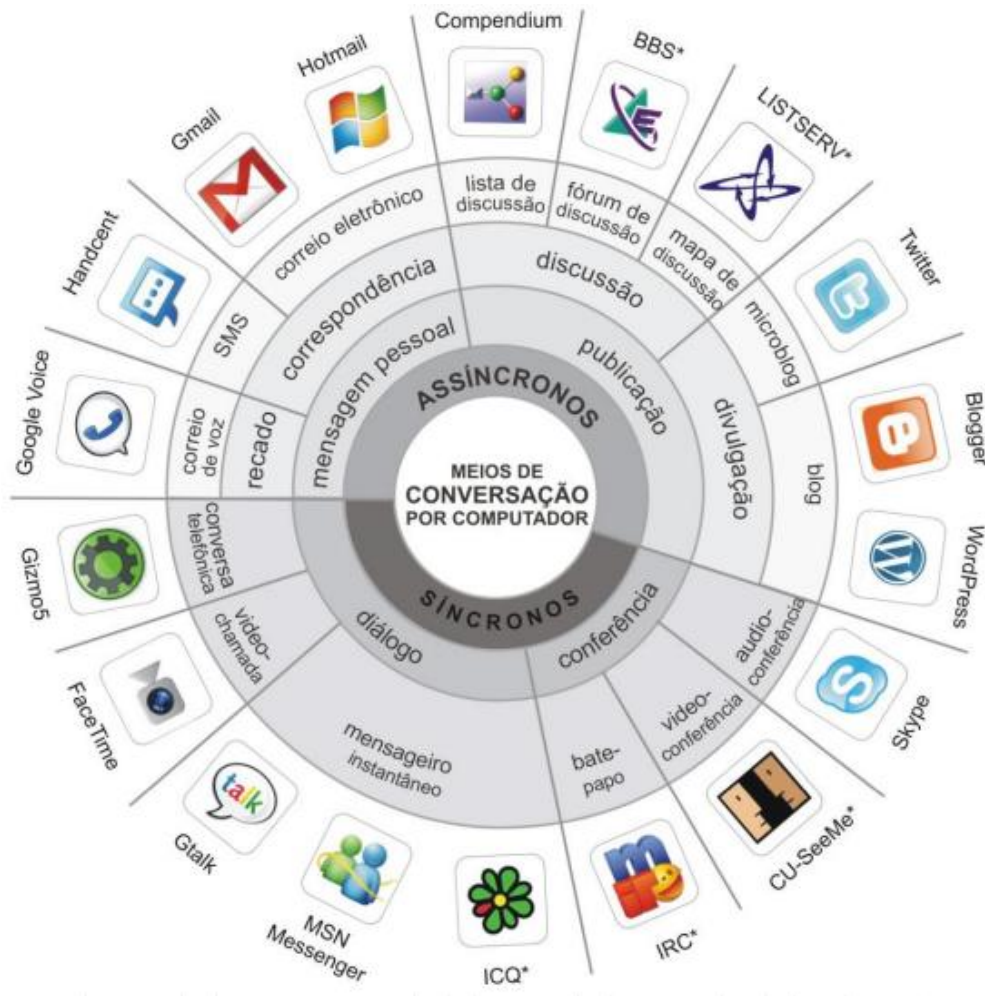 MEIOS DE
CONVERSAÇÃO
POR COMPUTADOR
ASSÍNCRONOS
mensagem pessoal
publicação
recado
correspondência
discussão
divulgação
correio
de voz
SMS
correio eletrônico
lista de
discussão
fórum de
discussão
mapa de
discussão
microblog
blog
Google Voice
Handcent
Gmail
Hotmail
Compendium
BBS*
LISTSERV*
Twitter
Blogger
WordPress
SÍNCRONOS
diálogo
conferência
conversa
telefônica
video-
chamada
mensageiro
instantâneo
bate-
papo
video-
conferência
audio-
conferência
Gizmo5
FaceTime
talk
Gtalk
MSN
Messenger
ICQ*
IRC*
CU-SeeMe*
Skype